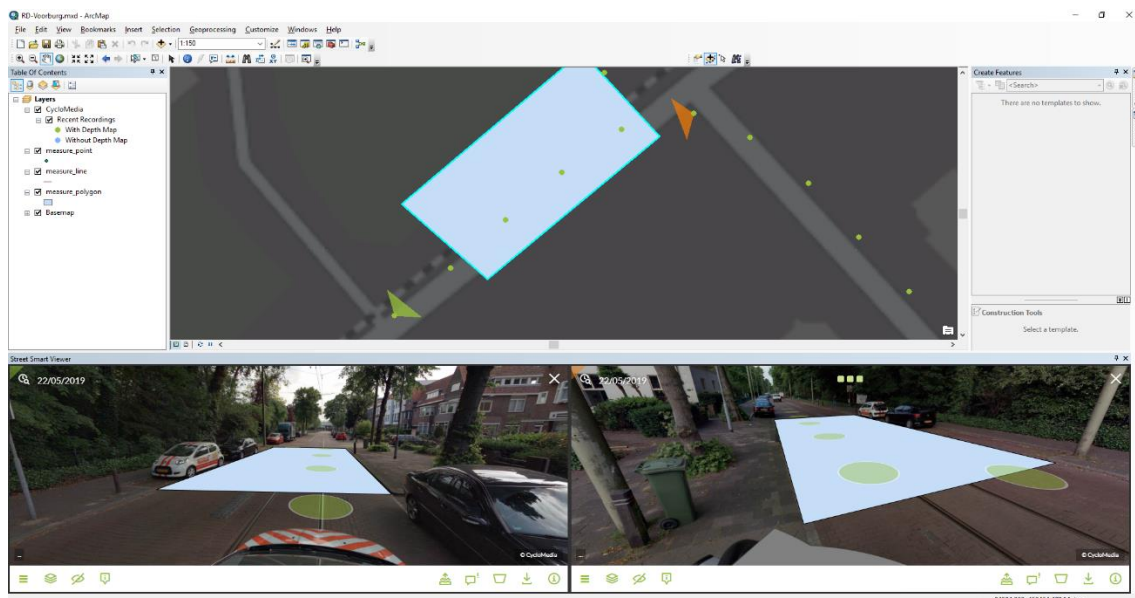 RD-Voorburg.mxd - ArcMap
File Edit View Bookmarks Insert Selection Geoprocessing Customize Windows Help
1:150
Table Of Contents
Layers
CycloMedia
Recent Recordings
With Depth Map
Without Depth Map
measure_point
measure_line
measure_polygon
Basemap
Create Features
<Search>
There are no templates to show.
Construction Tools
Select a template.
Street Smart Viewer
22/05/2019
© CycloMedia
22/05/2019
© CycloMedia